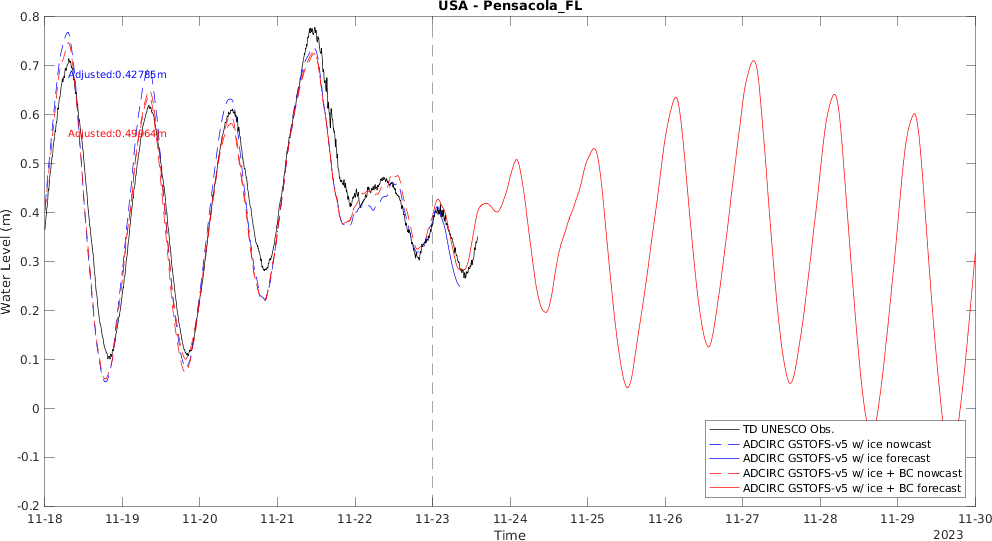 USA - Pensacola_FL
0.8
0.7
0.6
0.5
0.4
0.3
0.2
0.1
0
-0.1
-0.2
Water Level (m)
Adjusted:0.42785m
Adjusted:0.49064m
TD UNESCO Obs.
ADCIRC GSTOFS-v5 w/ ice nowcast
ADCIRC GSTOFS-v5 w/ ice forecast
ADCIRC GSTOFS-v5 w/ ice + BC nowcast
ADCIRC GSTOFS-v5 w/ ice + BC forecast
11-18 11-19 11-20 11-21 11-22 11-23 11-24 11-25 11-26 11-27 11-28 11-29 11-30
Time
2023